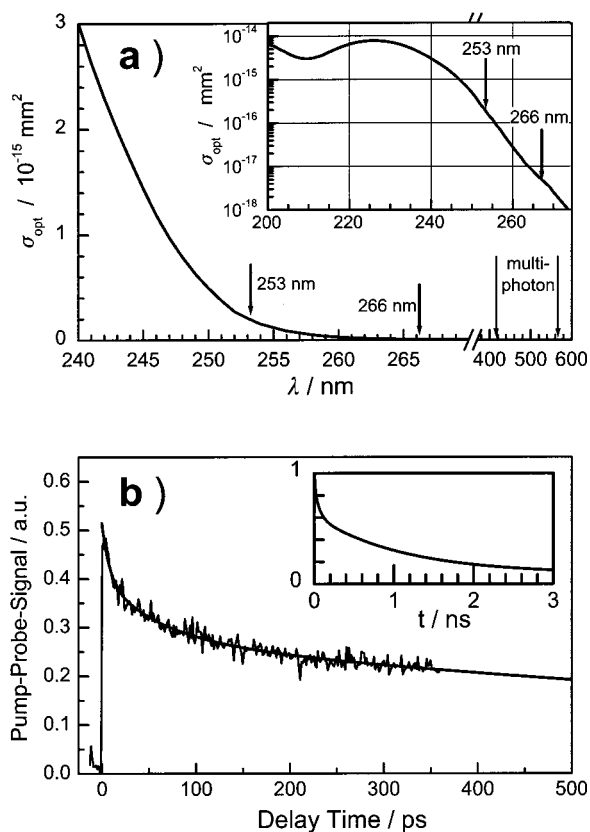 a )
3
2
1
0
σopt / 10⁻¹⁵ mm²
240 245 250 255 260 265 400 500 600
λ / nm
253 nm
266 nm
multi-
photon
10⁻¹⁴
10⁻¹⁵
10⁻¹⁶
10⁻¹⁷
10⁻¹⁸
σopt / mm²
200 220 240 260
253 nm
266 nm
b )
0.6
0.5
0.4
0.3
0.2
0.1
0.0
Pump-Probe-Signal / a.u.
0 50 100 200 300 400 500
Delay Time / ps
1
0
0 1 2 3
t / ns